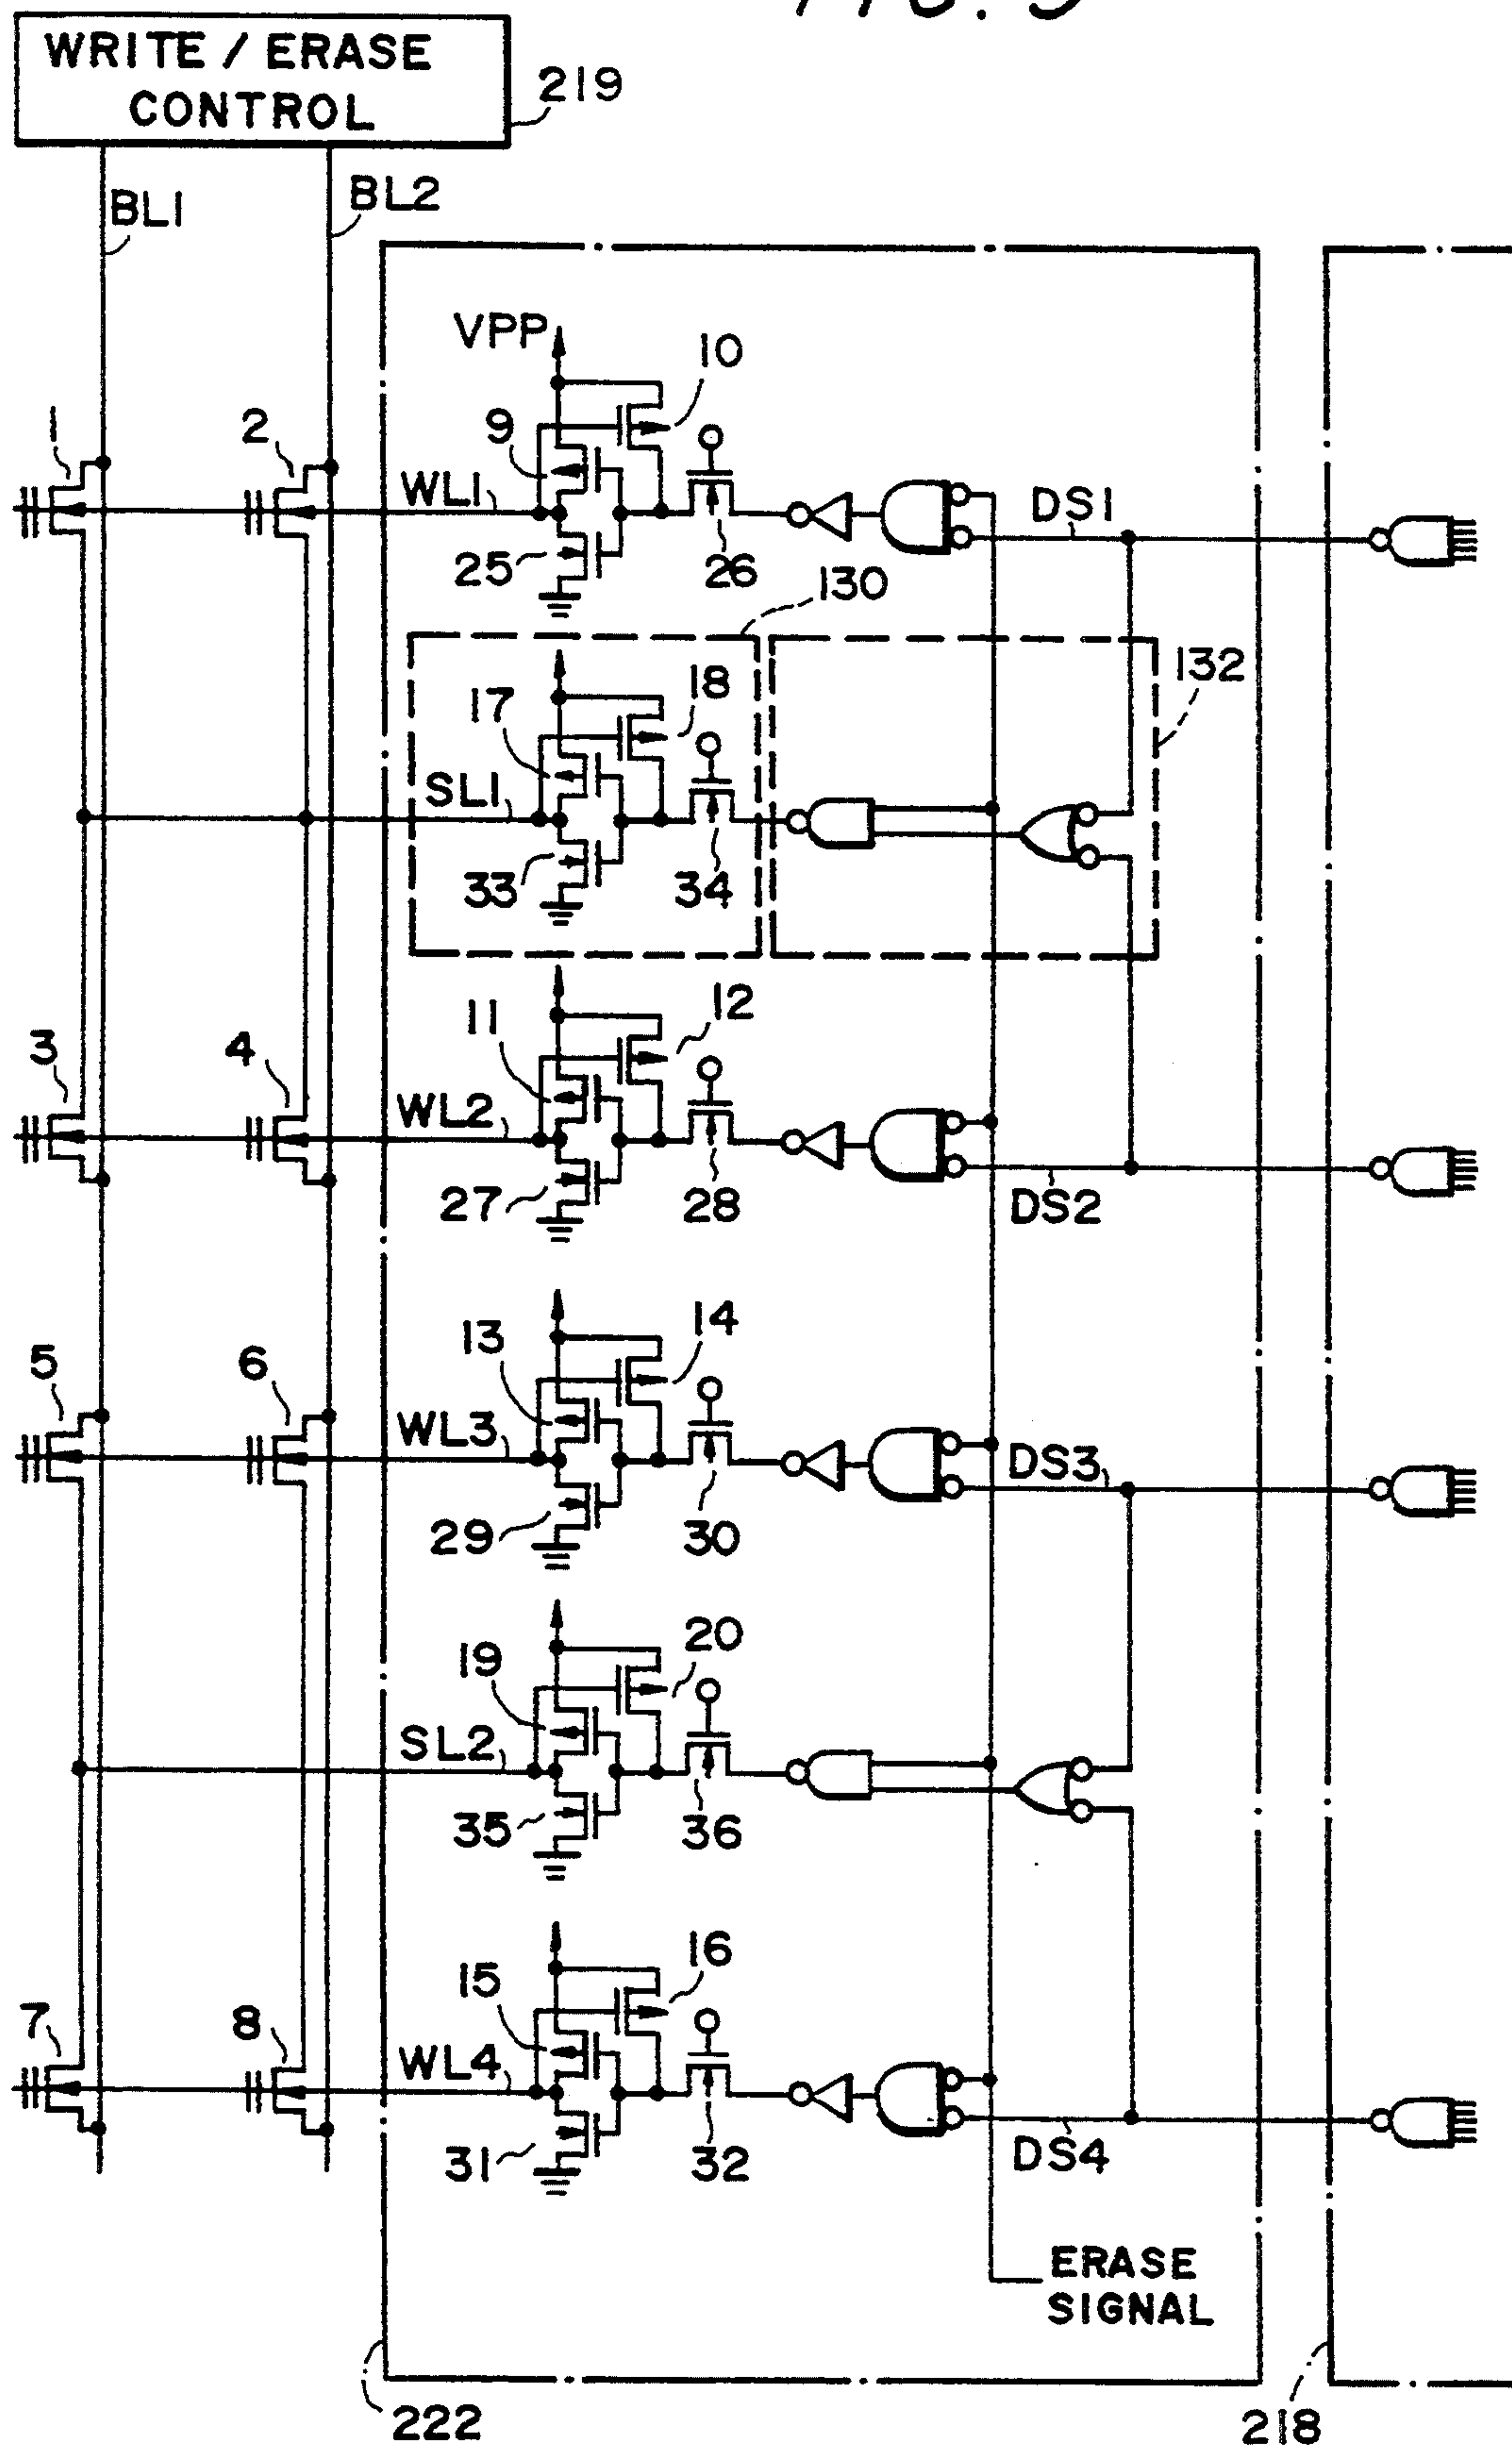 FIG. 5
WRITE / ERASE
CONTROL
219
BL1
BL2
VPP
10
1
2
9
WL1
DS1
25
26
130
132
17
18
SL1
33
34
11
12
3
4
WL2
27
28
DS2
13
14
5
6
WL3
DS3
29
30
19
20
SL2
35
36
15
16
7
8
WL4
31
32
DS4
ERASE
SIGNAL
222
218